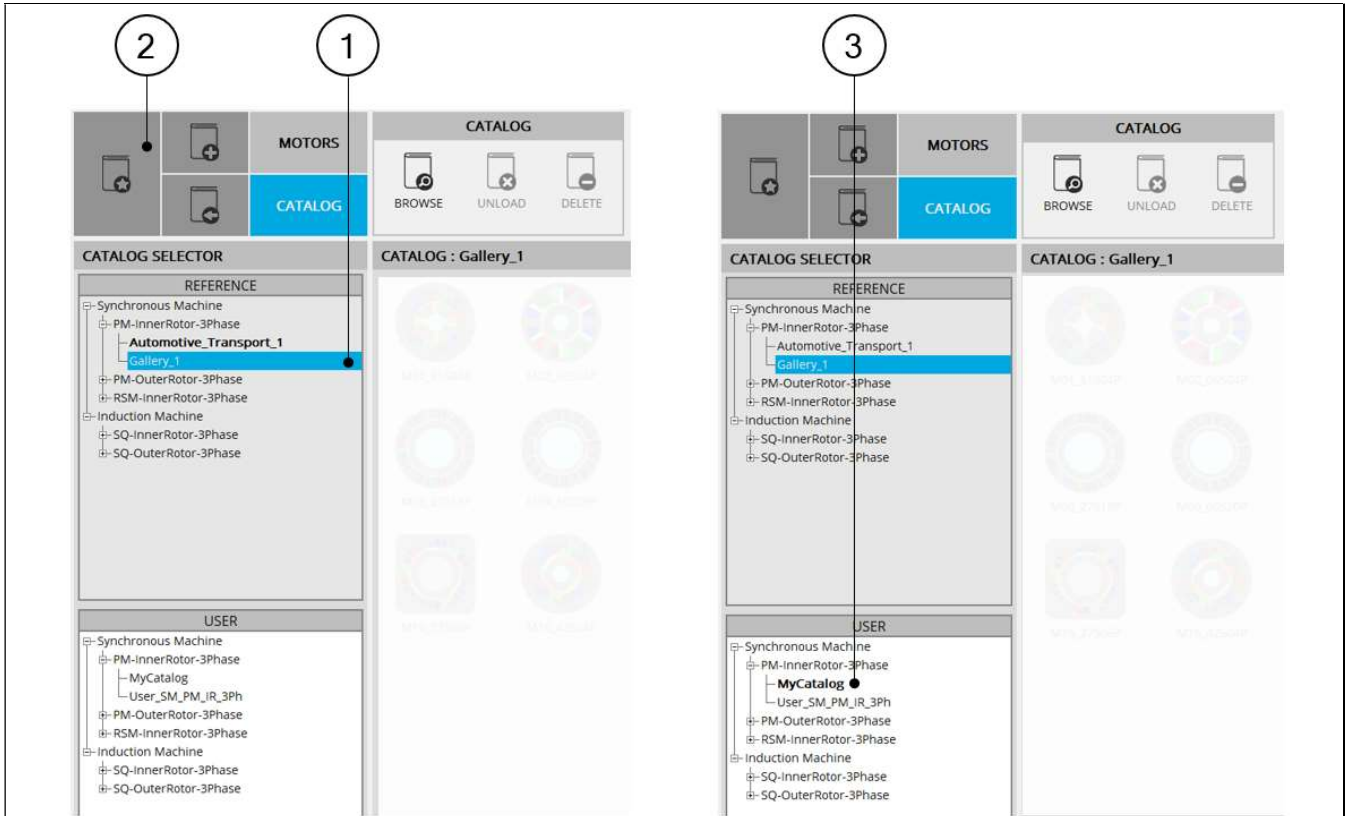 2
1
3
MOTORS
CATALOG
CATALOG
BROWSE
UNLOAD
DELETE
CATALOG SELECTOR
CATALOG : Gallery_1
REFERENCE
Synchronous Machine
PM-InnerRotor-3Phase
Automotive_Transport_1
Gallery_1
PM-OuterRotor-3Phase
RSM-InnerRotor-3Phase
Induction Machine
SQ-InnerRotor-3Phase
SQ-OuterRotor-3Phase
USER
Synchronous Machine
PM-InnerRotor-3Phase
MyCatalog
User_SM_PM_IR_3Ph
PM-OuterRotor-3Phase
RSM-InnerRotor-3Phase
Induction Machine
SQ-InnerRotor-3Phase
SQ-OuterRotor-3Phase
MOTORS
CATALOG
CATALOG
BROWSE
UNLOAD
DELETE
CATALOG SELECTOR
CATALOG : Gallery_1
REFERENCE
Synchronous Machine
PM-InnerRotor-3Phase
Automotive_Transport_1
Gallery_1
PM-OuterRotor-3Phase
RSM-InnerRotor-3Phase
Induction Machine
SQ-InnerRotor-3Phase
SQ-OuterRotor-3Phase
USER
Synchronous Machine
PM-InnerRotor-3Phase
MyCatalog
User_SM_PM_IR_3Ph
PM-OuterRotor-3Phase
RSM-InnerRotor-3Phase
Induction Machine
SQ-InnerRotor-3Phase
SQ-OuterRotor-3Phase